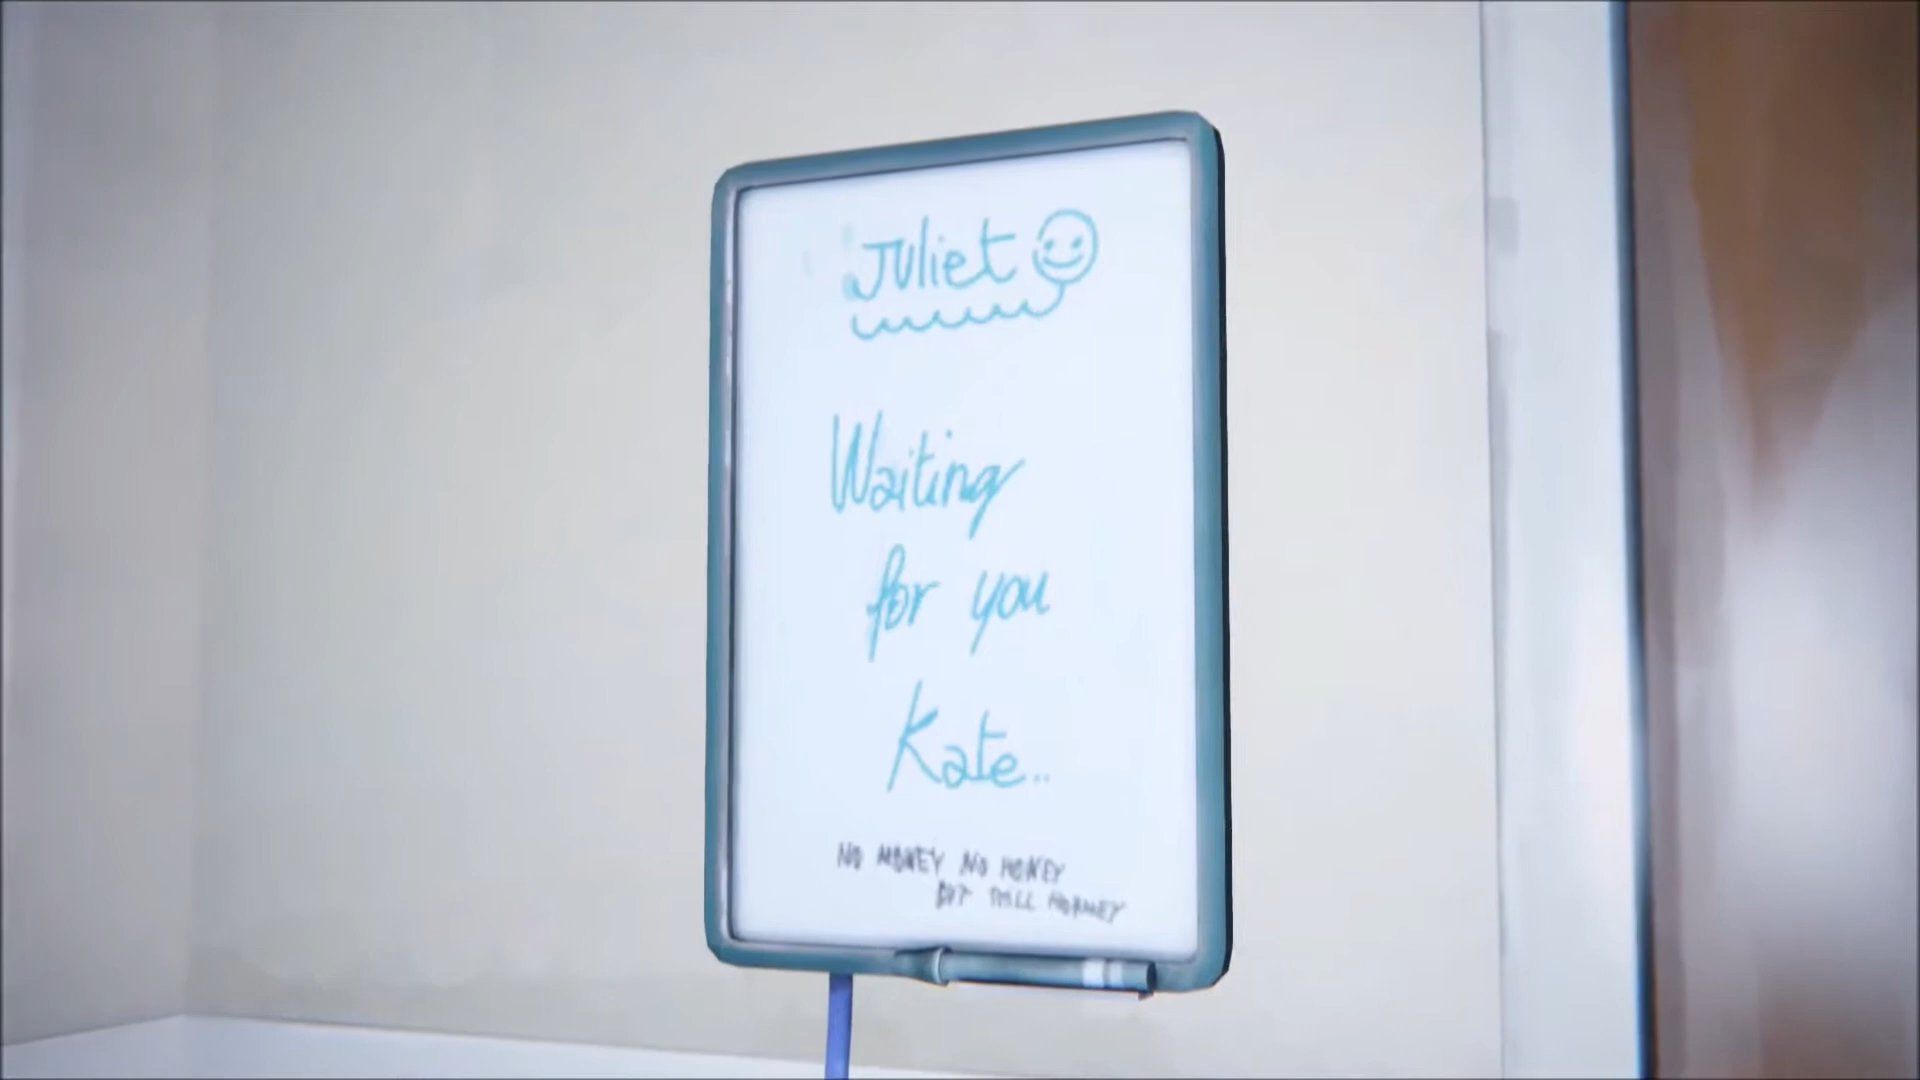 Juliet
Waiting
for you
Kate..
NO MONEY NO HONEY
BUT STILL HORNEY